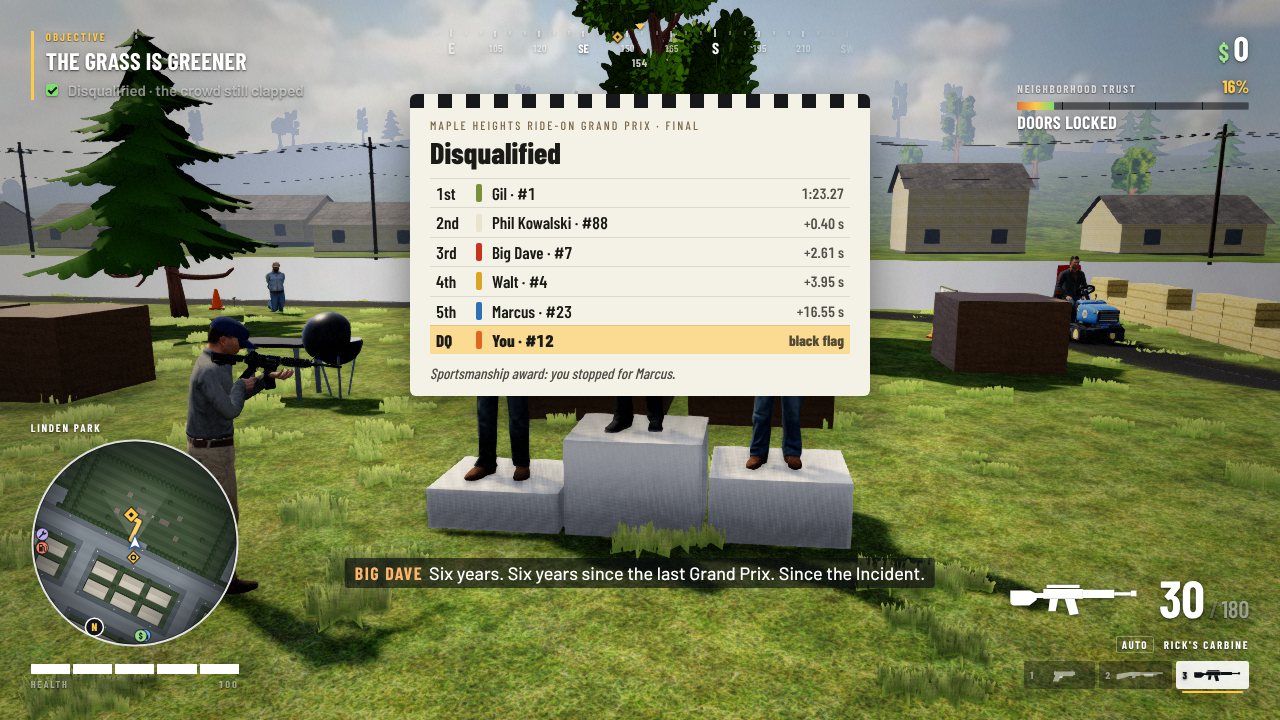 OBJECTIVE
THE GRASS IS GREENER
Disqualified · the crowd still clapped
E 105 120 SE 150 165 S 195 210 SW
154
$ 0
NEIGHBORHOOD TRUST 16%
DOORS LOCKED
MAPLE HEIGHTS RIDE-ON GRAND PRIX · FINAL
Disqualified
1st Gil · #1 1:23.27
2nd Phil Kowalski · #88 +0.40 s
3rd Big Dave · #7 +2.61 s
4th Walt · #4 +3.95 s
5th Marcus · #23 +16.55 s
DQ You · #12 black flag
Sportsmanship award: you stopped for Marcus.
LINDEN PARK
N
$
BIG DAVE Six years. Six years since the last Grand Prix. Since the Incident.
HEALTH 100
30 / 180
AUTO RICK'S CARBINE
1 2 3